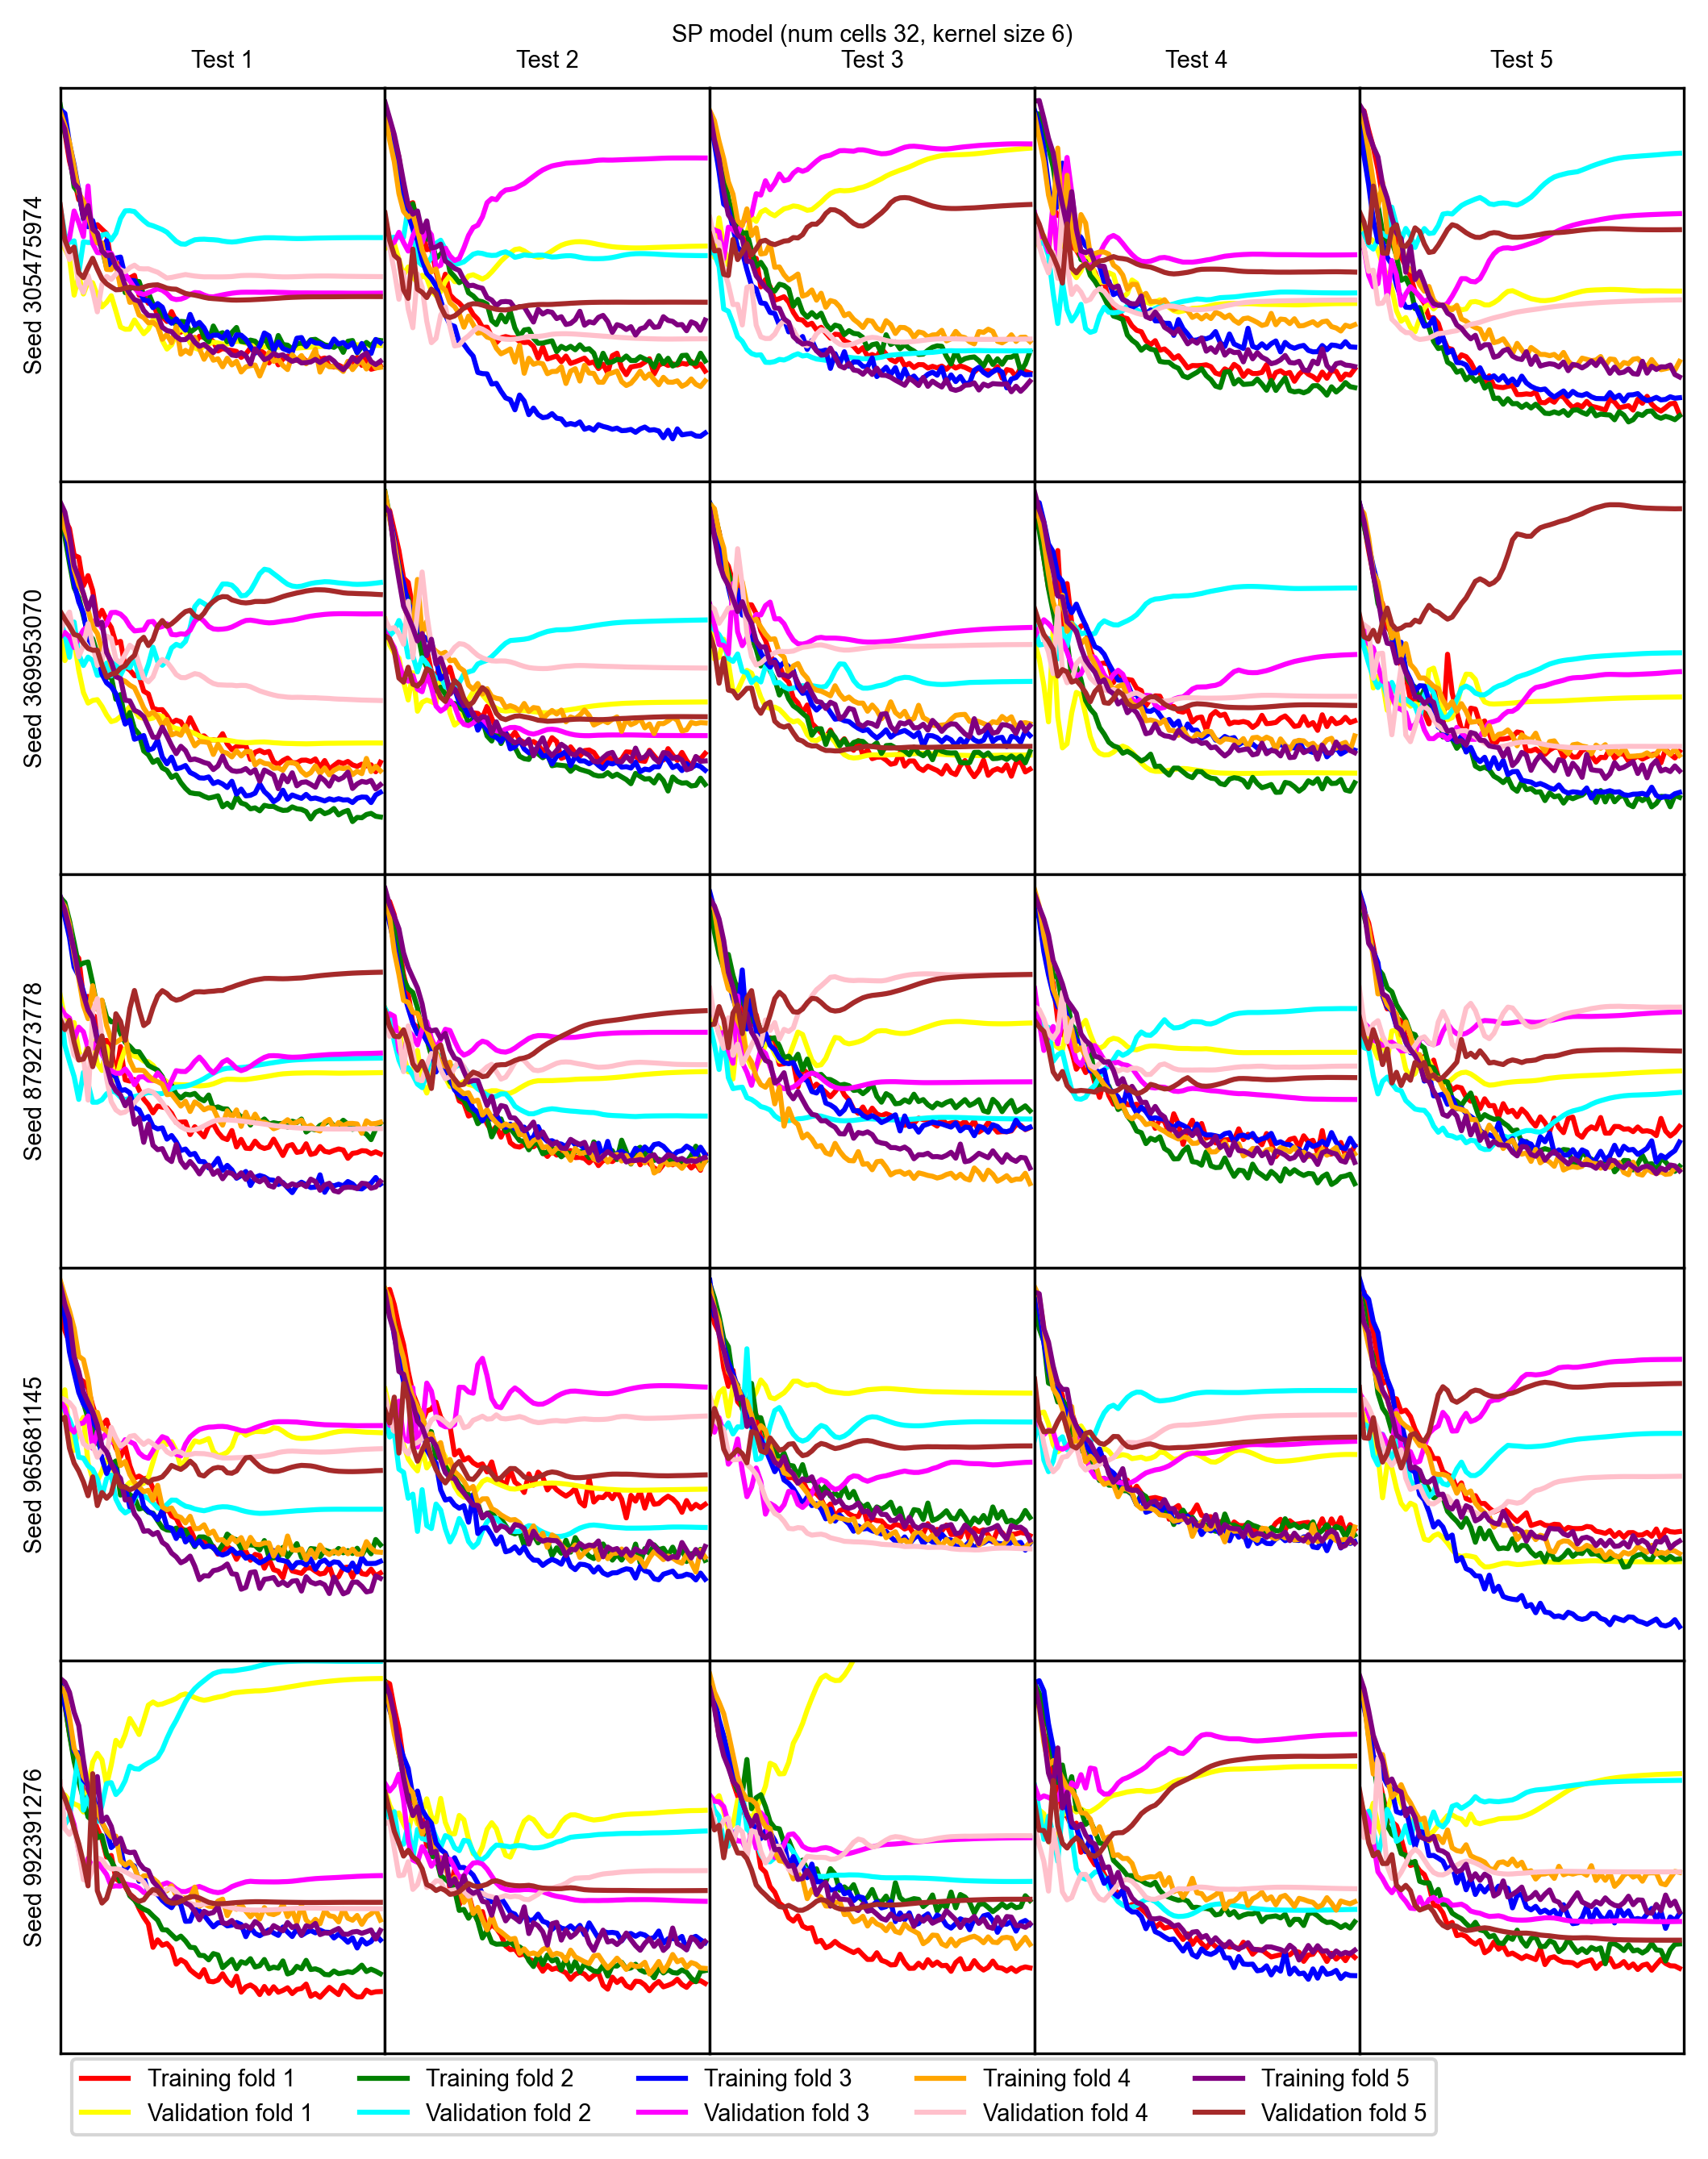 SP model (num cells 32, kernel size 6)
Test 1 Test 2 Test 3 Test 4 Test 5
Seed 3054475974
Seed 3699953070
Seed 879273778
Seed 965681145
Seed 992391276
Training fold 1 Training fold 2 Training fold 3 Training fold 4 Training fold 5
Validation fold 1 Validation fold 2 Validation fold 3 Validation fold 4 Validation fold 5